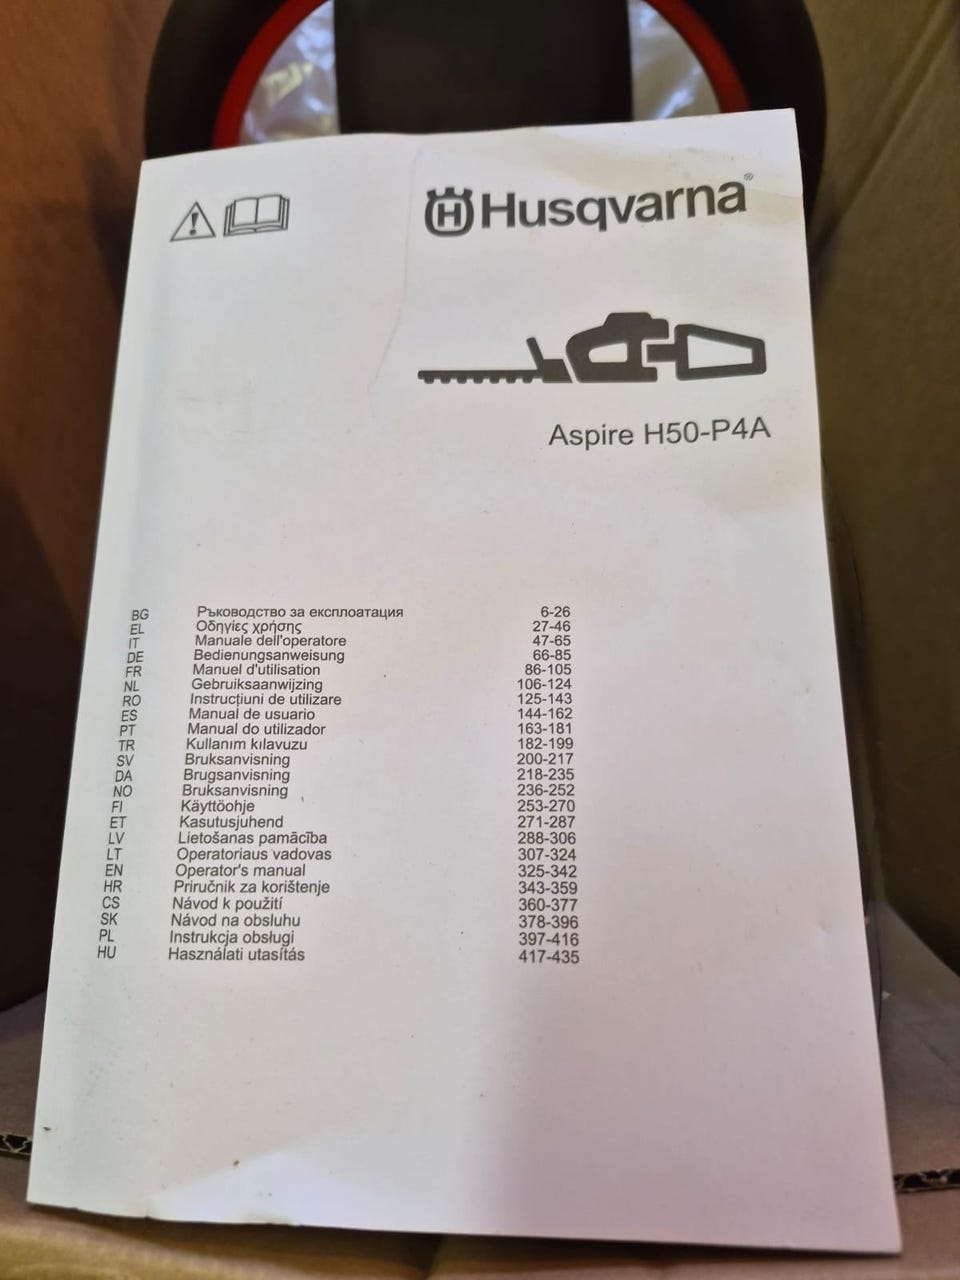 Husqvarna®
Aspire H50-P4A
BG Ръководство за експлоатация 6-26
EL Οδηγίες χρήσης 27-46
IT Manuale dell'operatore 47-65
DE Bedienungsanweisung 66-85
FR Manuel d'utilisation 86-105
NL Gebruiksaanwijzing 106-124
RO Instrucțiuni de utilizare 125-143
ES Manual de usuario 144-162
PT Manual do utilizador 163-181
TR Kullanım kılavuzu 182-199
SV Bruksanvisning 200-217
DA Brugsanvisning 218-235
NO Bruksanvisning 236-252
FI Käyttöohje 253-270
ET Kasutusjuhend 271-287
LV Lietošanas pamācība 288-306
LT Operatoriaus vadovas 307-324
EN Operator's manual 325-342
HR Priručnik za korištenje 343-359
CS Návod k použití 360-377
SK Návod na obsluhu 378-396
PL Instrukcja obsługi 397-416
HU Használati utasítás 417-435